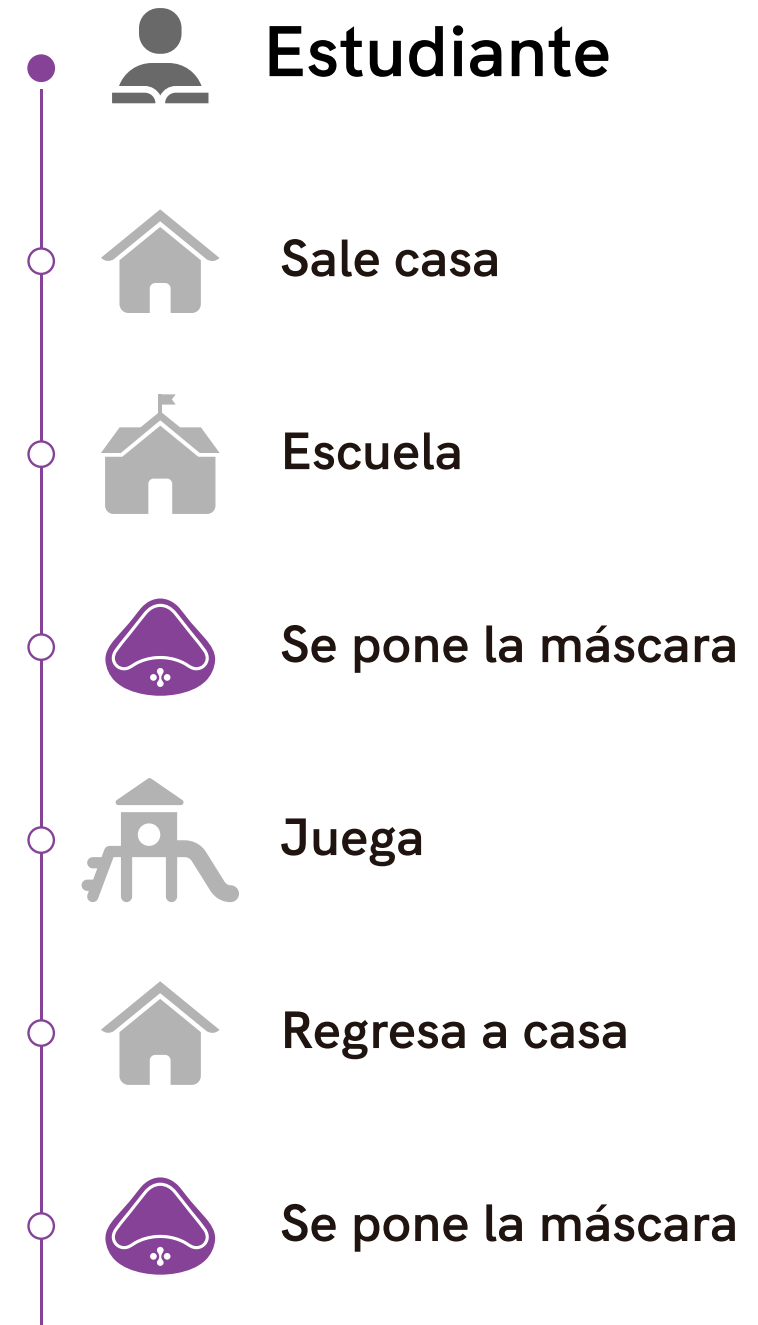 Estudiante
Sale casa
Escuela
Se pone la máscara
Juega
Regresa a casa
Se pone la máscara